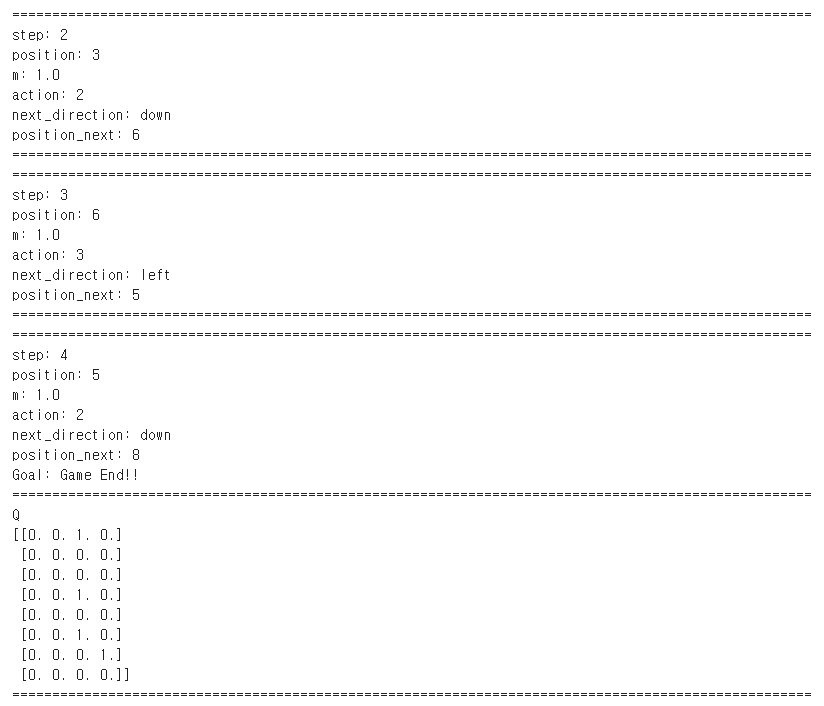 ====================================================================================================
step: 2
position: 3
m: 1.0
action: 2
next_direction: down
position_next: 6
====================================================================================================
====================================================================================================
step: 3
position: 6
m: 1.0
action: 3
next_direction: left
position_next: 5
====================================================================================================
====================================================================================================
step: 4
position: 5
m: 1.0
action: 2
next_direction: down
position_next: 8
Goal: Game End!!
====================================================================================================
Q
[[0. 0. 1. 0.]
 [0. 0. 0. 0.]
 [0. 0. 0. 0.]
 [0. 0. 1. 0.]
 [0. 0. 0. 0.]
 [0. 0. 1. 0.]
 [0. 0. 0. 1.]
 [0. 0. 0. 0.]]
====================================================================================================